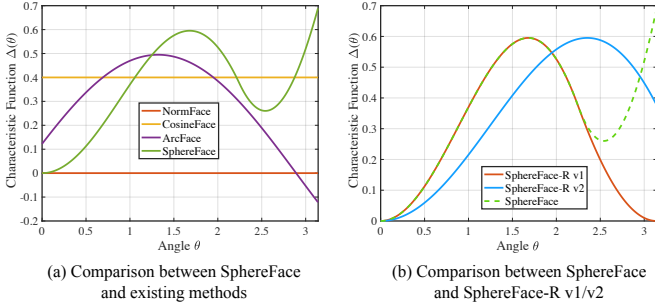 0.7
0.6
0.5
0.4
0.3
0.2
0.1
0
-0.1
-0.2
Characteristic Function Δ(θ)
NormFace
CosineFace
ArcFace
SphereFace
0 0.5 1 1.5 2 2.5 3
Angle θ
(a) Comparison between SphereFace
and existing methods
0.7
0.6
0.5
0.4
0.3
0.2
0.1
0
Characteristic Function Δ(θ)
SphereFace-R v1
SphereFace-R v2
SphereFace
0 0.5 1 1.5 2 2.5 3
Angle θ
(b) Comparison between SphereFace
and SphereFace-R v1/v2